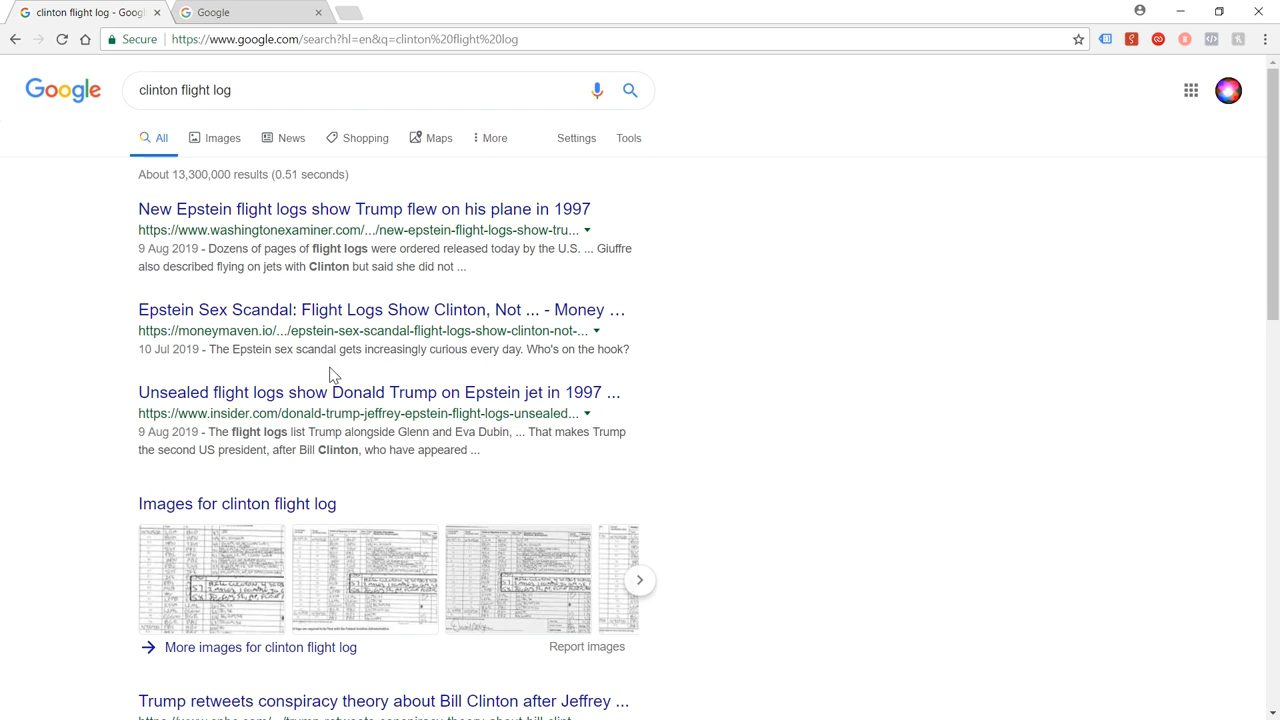 clinton flight log - Googl
Google
Secure
https://www.google.com/search?hl=en&q=clinton%20flight%20log
Google
clinton flight log
All
Images
News
Shopping
Maps
More
Settings
Tools
About 13,300,000 results (0.51 seconds)
New Epstein flight logs show Trump flew on his plane in 1997
https://www.washingtonexaminer.com/.../new-epstein-flight-logs-show-tru...
9 Aug 2019 - Dozens of pages of flight logs were ordered released today by the U.S. ... Giuffre
also described flying on jets with Clinton but said she did not ...
Epstein Sex Scandal: Flight Logs Show Clinton, Not ... - Money ...
https://moneymaven.io/.../epstein-sex-scandal-flight-logs-show-clinton-not-...
10 Jul 2019 - The Epstein sex scandal gets increasingly curious every day. Who's on the hook?
Unsealed flight logs show Donald Trump on Epstein jet in 1997 ...
https://www.insider.com/donald-trump-jeffrey-epstein-flight-logs-unsealed...
9 Aug 2019 - The flight logs list Trump alongside Glenn and Eva Dubin, ... That makes Trump
the second US president, after Bill Clinton, who have appeared ...
Images for clinton flight log
More images for clinton flight log
Report images
Trump retweets conspiracy theory about Bill Clinton after Jeffrey ...